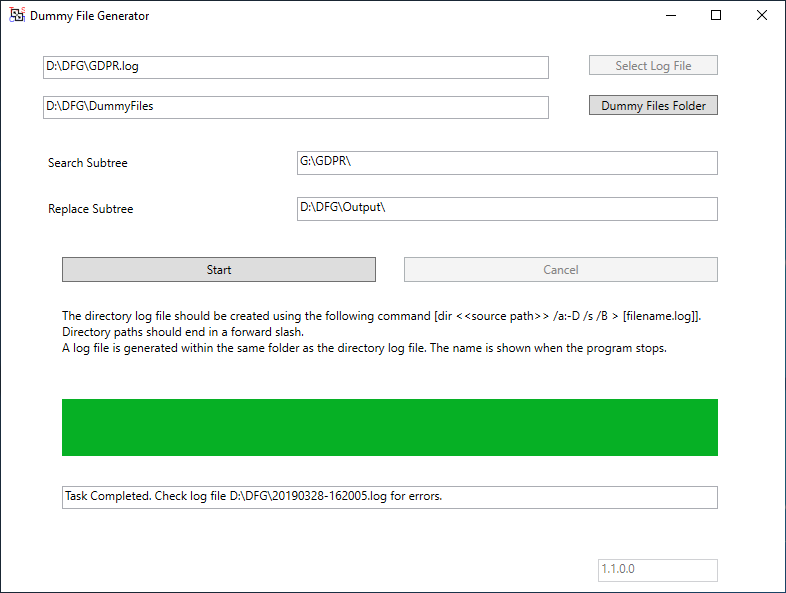 Dummy File Generator
D:\DFG\GDPR.log
Select Log File
D:\DFG\DummyFiles
Dummy Files Folder
Search Subtree
G:\GDPR\
Replace Subtree
D:\DFG\Output\
Start
Cancel
The directory log file should be created using the following command [dir <<source path>> /a:-D /s /B > [filename.log]].
Directory paths should end in a forward slash.
A log file is generated within the same folder as the directory log file. The name is shown when the program stops.
Task Completed. Check log file D:\DFG\20190328-162005.log for errors.
1.1.0.0